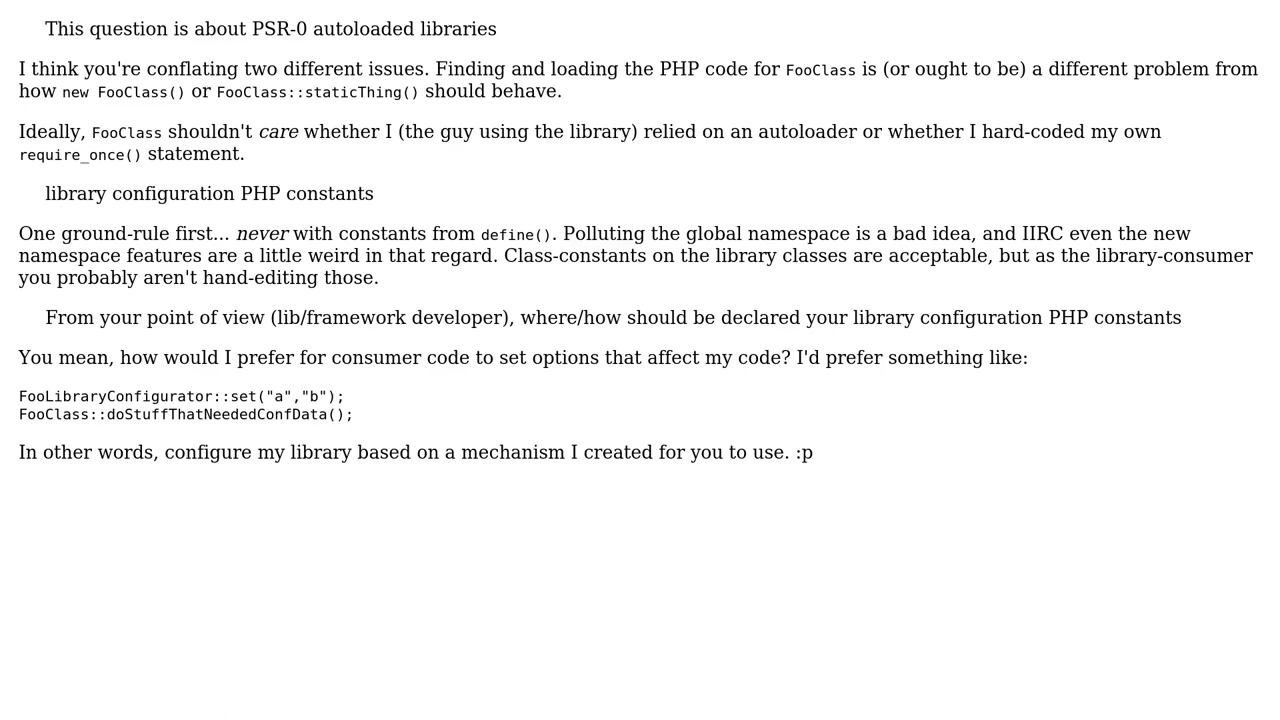 This question is about PSR-0 autoloaded libraries
I think you're conflating two different issues. Finding and loading the PHP code for FooClass is (or ought to be) a different problem from
how new FooClass() or FooClass::staticThing() should behave.
Ideally, FooClass shouldn't care whether I (the guy using the library) relied on an autoloader or whether I hard-coded my own
require_once() statement.
library configuration PHP constants
One ground-rule first... never with constants from define(). Polluting the global namespace is a bad idea, and IIRC even the new
namespace features are a little weird in that regard. Class-constants on the library classes are acceptable, but as the library-consumer
you probably aren't hand-editing those.
From your point of view (lib/framework developer), where/how should be declared your library configuration PHP constants
You mean, how would I prefer for consumer code to set options that affect my code? I'd prefer something like:
FooLibraryConfigurator::set("a","b");
FooClass::doStuffThatNeededConfData();
In other words, configure my library based on a mechanism I created for you to use. :p